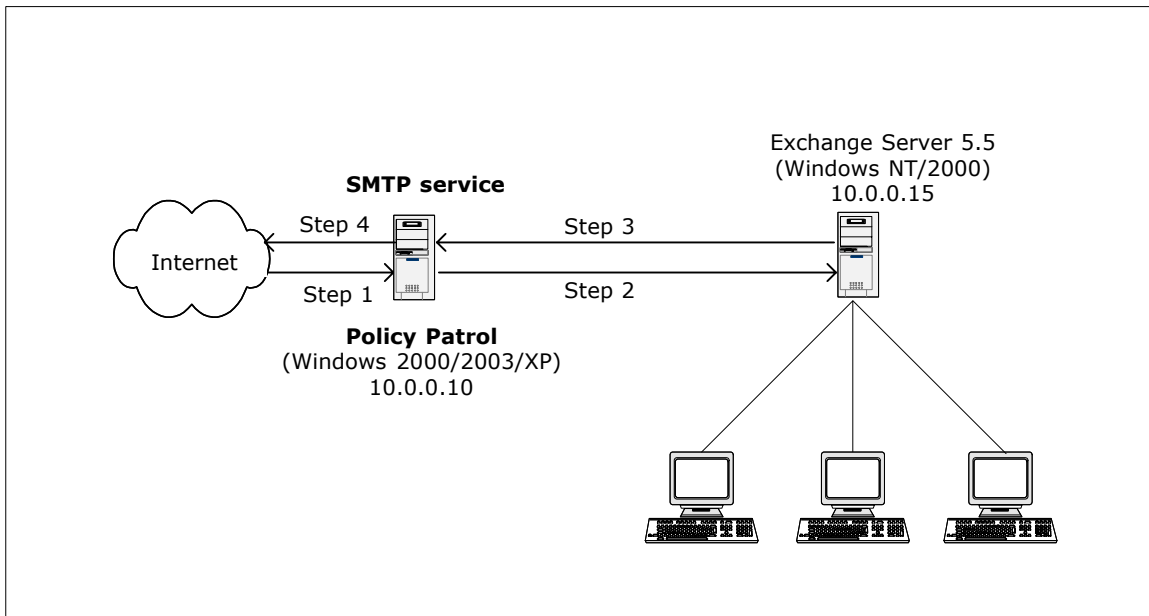 Exchange Server 5.5
(Windows NT/2000)
10.0.0.15
SMTP service
Step 4
Step 3
Internet
Step 1
Step 2
Policy Patrol
(Windows 2000/2003/XP)
10.0.0.10